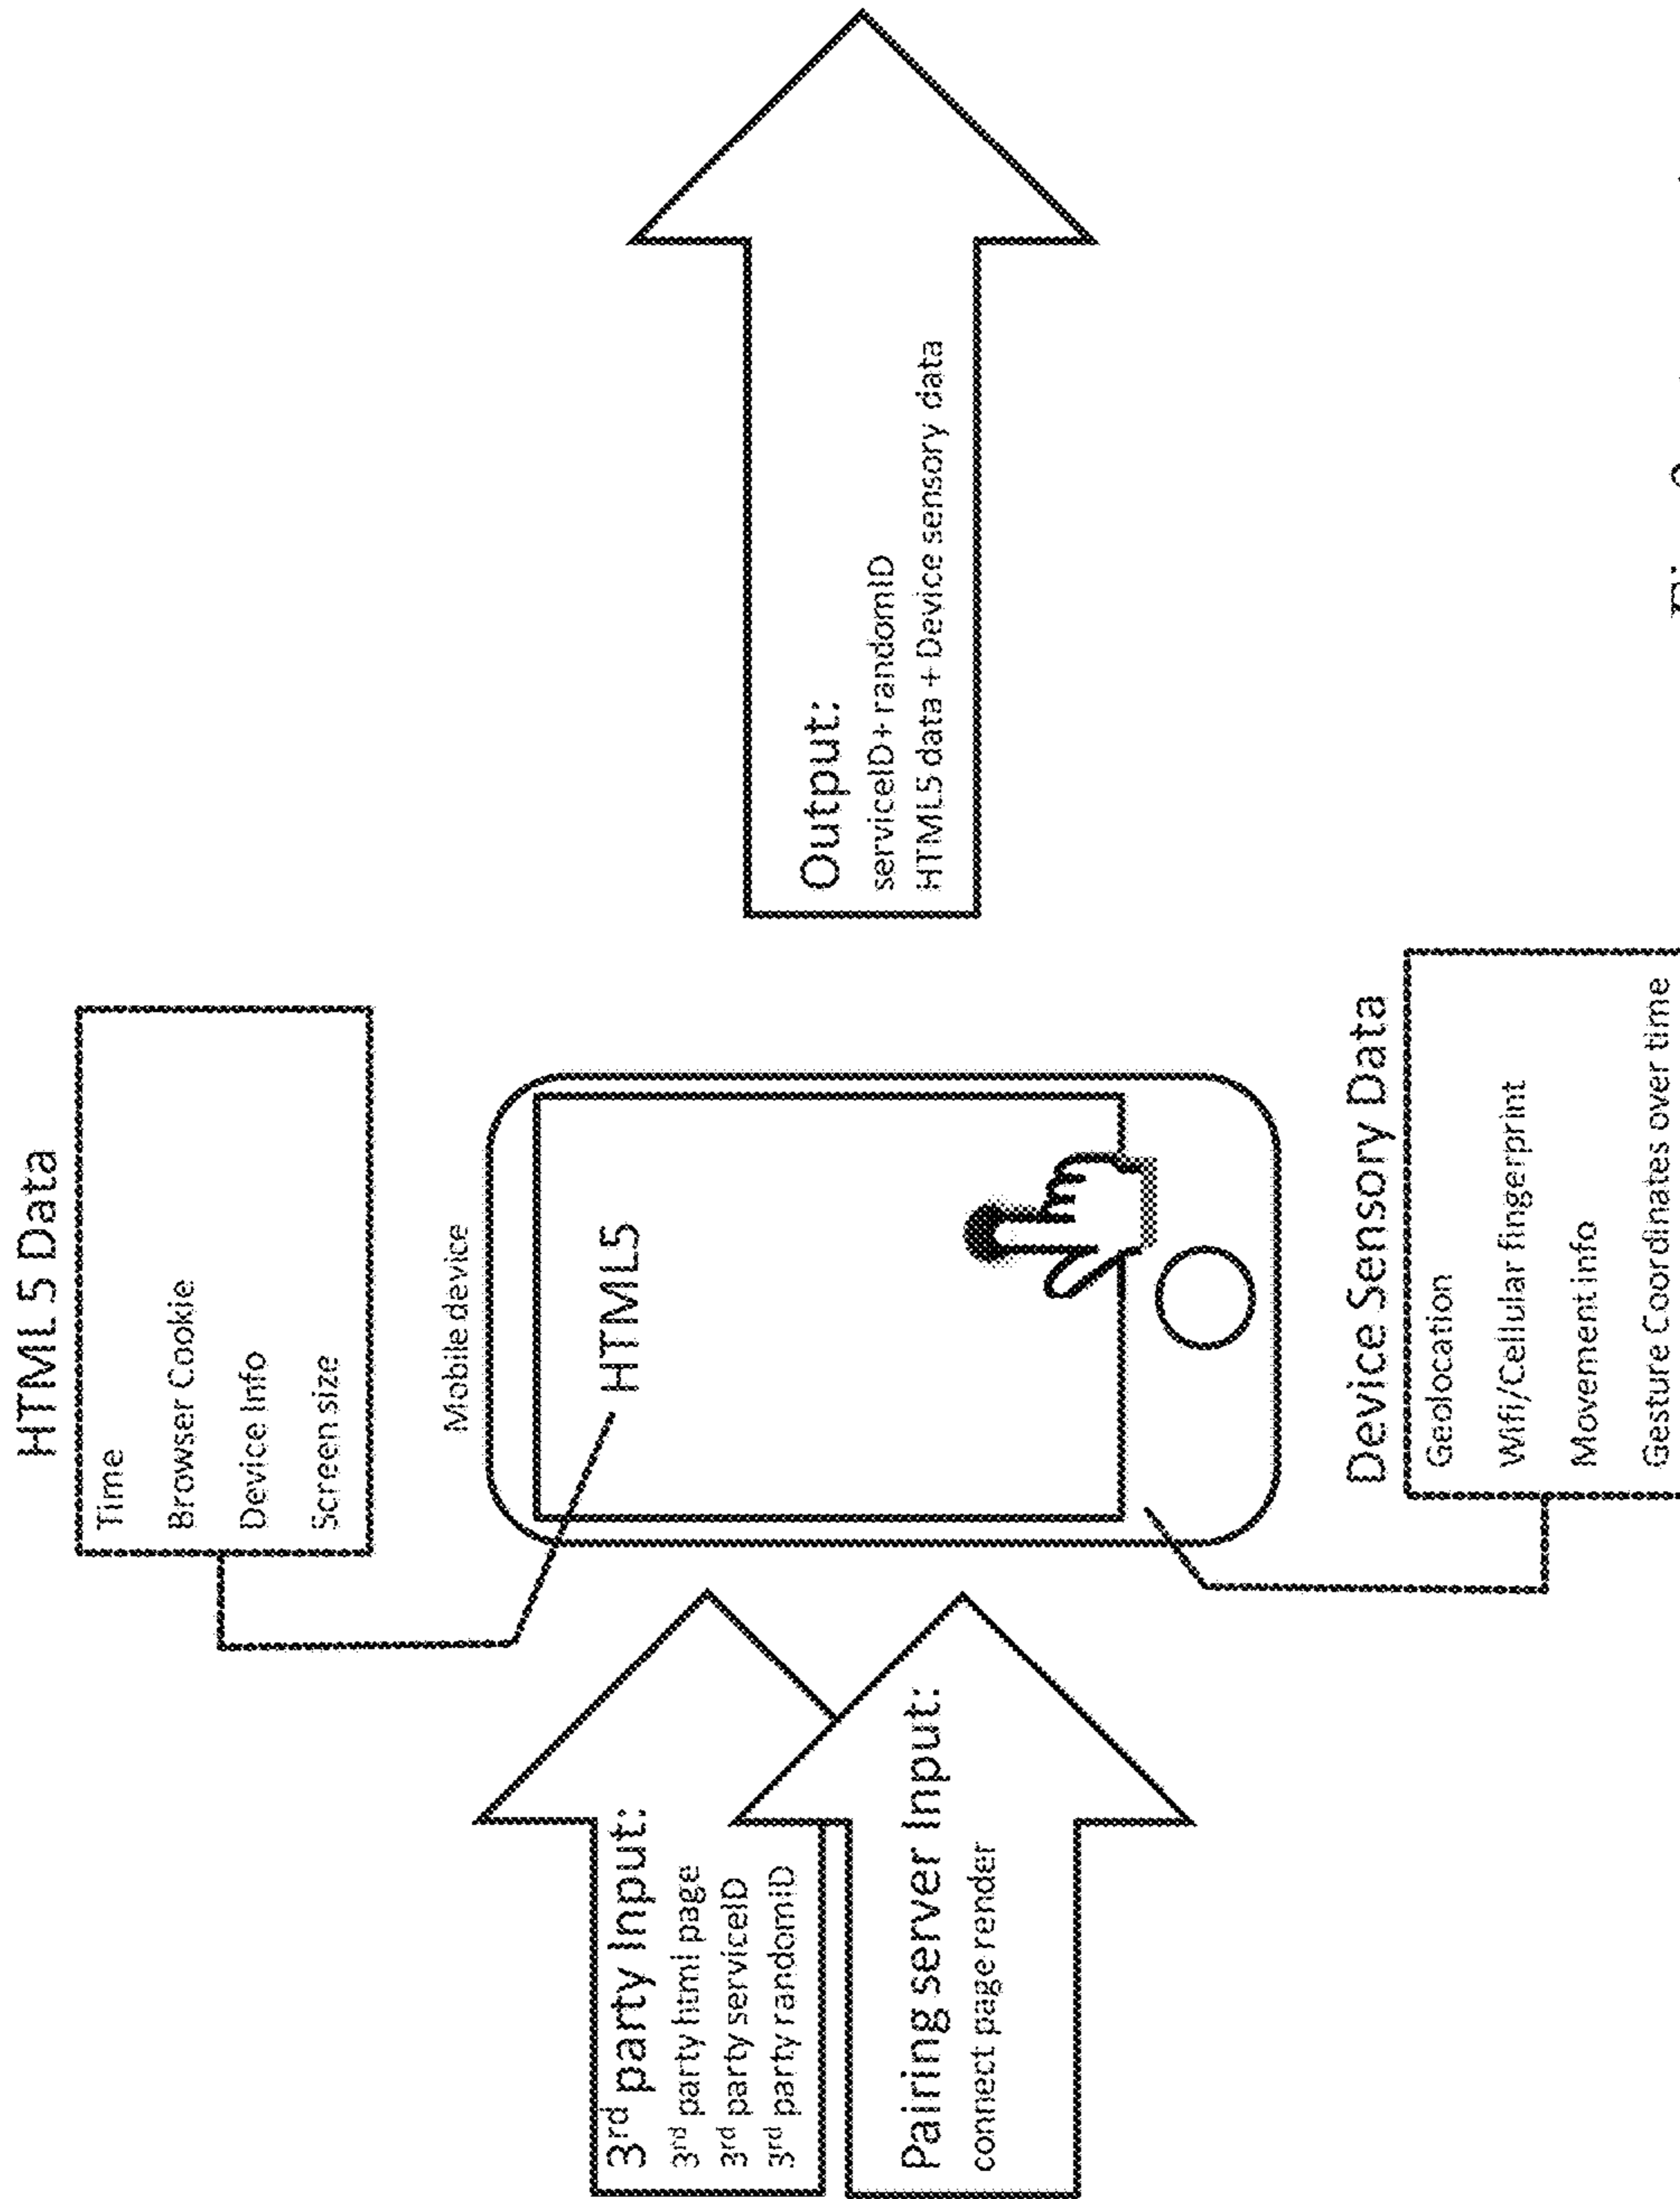 HTML 5 Data
Time
Browser Cookie
Device Info
Screen size
Mobile device
HTML5
3rd party Input:
3rd party html page
3rd party serviceID
3rd party randomID
Pairing server Input:
connect page render
Output:
serviceID+ randomID
HTML5 data + Device sensory data
Device Sensory Data
Geolocation
Wifi/Cellular fingerprint
Movement info
Gesture Coordinates over time